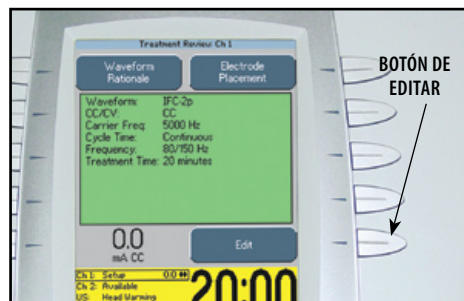 Treatment Review: Ch 1
Waveform Rationale
Electrode Placement
Waveform: IFC-2p
CC/CV: CC
Carrier Freq: 5000 Hz
Cycle Time: Continuous
Frequency: 80/150 Hz
Treatment Time: 20 minutes
0.0
mA CC
Edit
Ch 1: Setup 0.0
Ch 2: Available
US: Head Warming
20:00
BOTÓN DE
EDITAR